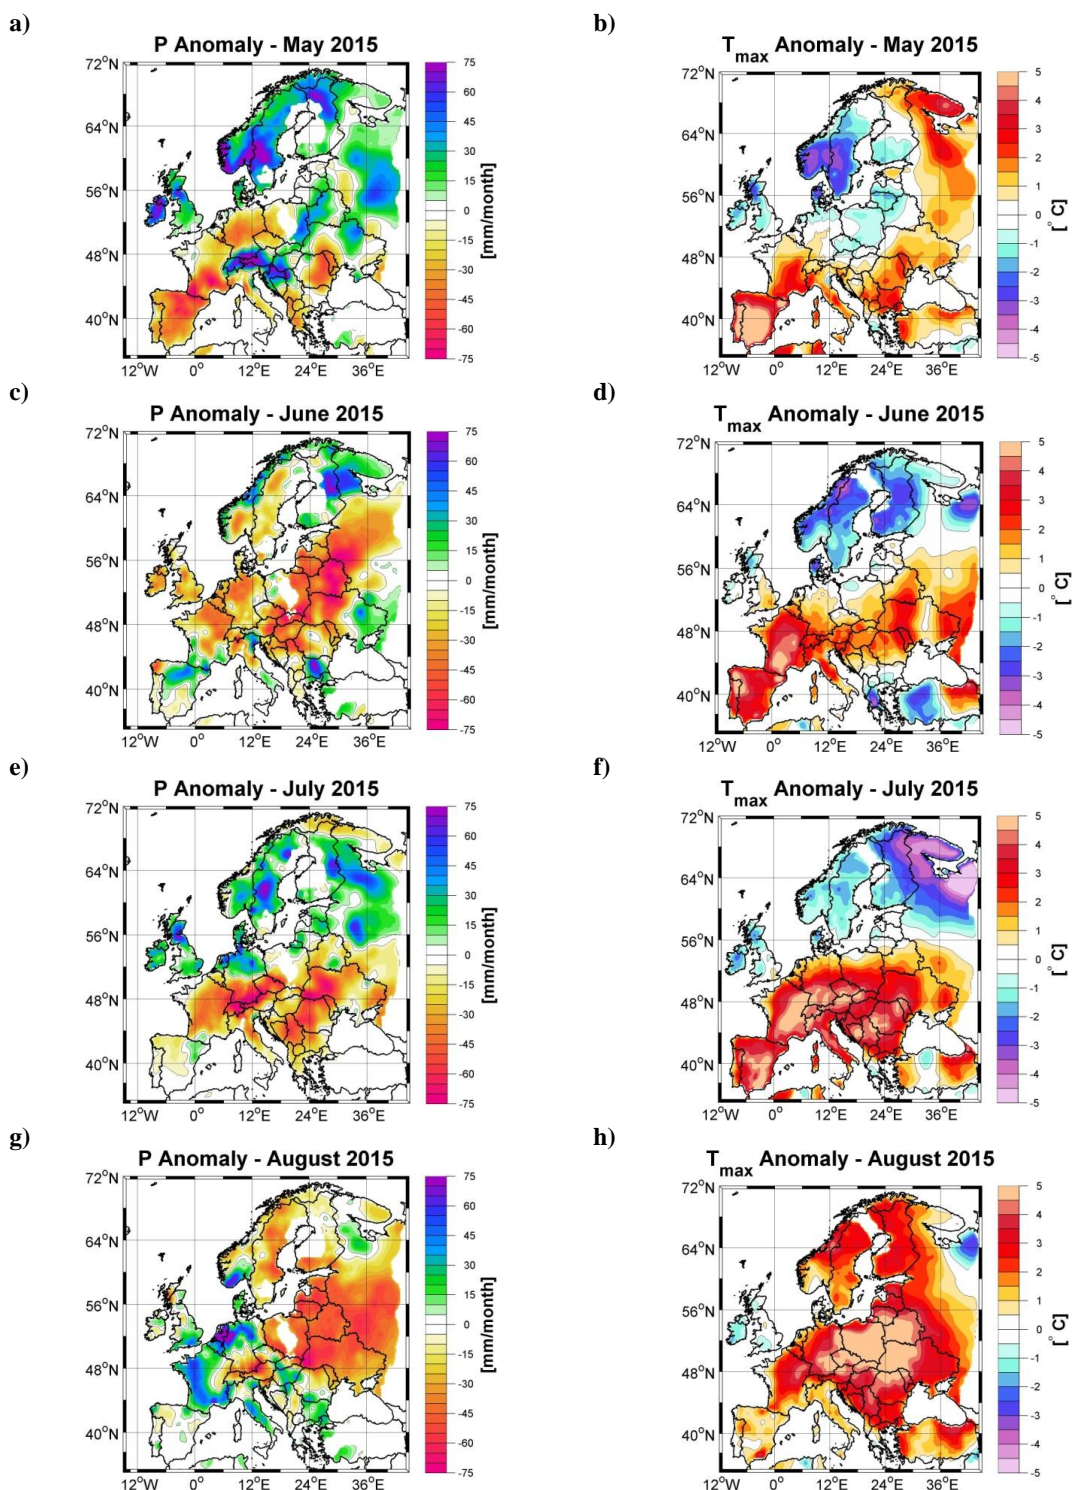 a)
b)
P Anomaly - May 2015
Tmax Anomaly - May 2015
72°N
64°N
56°N
48°N
40°N
12°W 0° 12°E 24°E 36°E
75
60
45
30
15
0
-15
-30
-45
-60
-75
[mm/month]
72°N
64°N
56°N
48°N
40°N
12°W 0° 12°E 24°E 36°E
5
4
3
2
1
0
-1
-2
-3
-4
-5
[°C]
c)
d)
P Anomaly - June 2015
Tmax Anomaly - June 2015
72°N
64°N
56°N
48°N
40°N
12°W 0° 12°E 24°E 36°E
75
60
45
30
15
0
-15
-30
-45
-60
-75
[mm/month]
72°N
64°N
56°N
48°N
40°N
12°W 0° 12°E 24°E 36°E
5
4
3
2
1
0
-1
-2
-3
-4
-5
[°C]
e)
f)
P Anomaly - July 2015
Tmax Anomaly - July 2015
72°N
64°N
56°N
48°N
40°N
12°W 0° 12°E 24°E 36°E
75
60
45
30
15
0
-15
-30
-45
-60
-75
[mm/month]
72°N
64°N
56°N
48°N
40°N
12°W 0° 12°E 24°E 36°E
5
4
3
2
1
0
-1
-2
-3
-4
-5
[°C]
g)
h)
P Anomaly - August 2015
Tmax Anomaly - August 2015
72°N
64°N
56°N
48°N
40°N
12°W 0° 12°E 24°E 36°E
75
60
45
30
15
0
-15
-30
-45
-60
-75
[mm/month]
72°N
64°N
56°N
48°N
40°N
12°W 0° 12°E 24°E 36°E
5
4
3
2
1
0
-1
-2
-3
-4
-5
[°C]